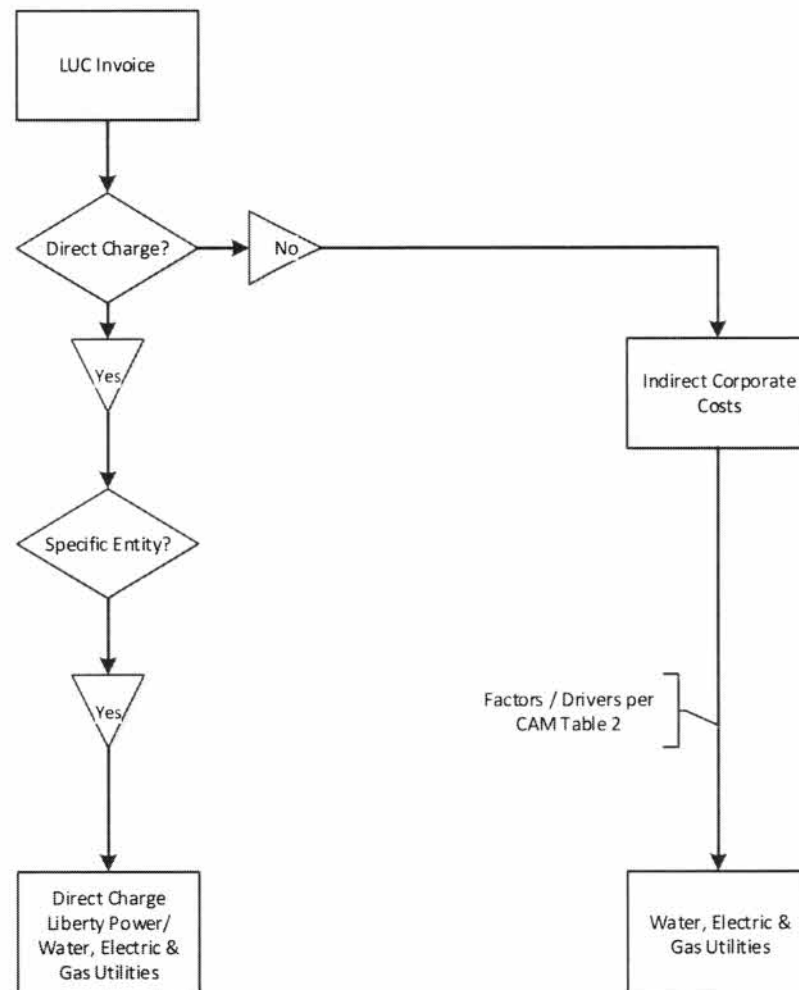 LUC Invoice
Direct Charge?
No
Yes
Indirect Corporate
Costs
Specific Entity?
Yes
Factors / Drivers per
CAM Table 2
Direct Charge
Liberty Power/
Water, Electric &
Gas Utilities
Water, Electric &
Gas Utilities